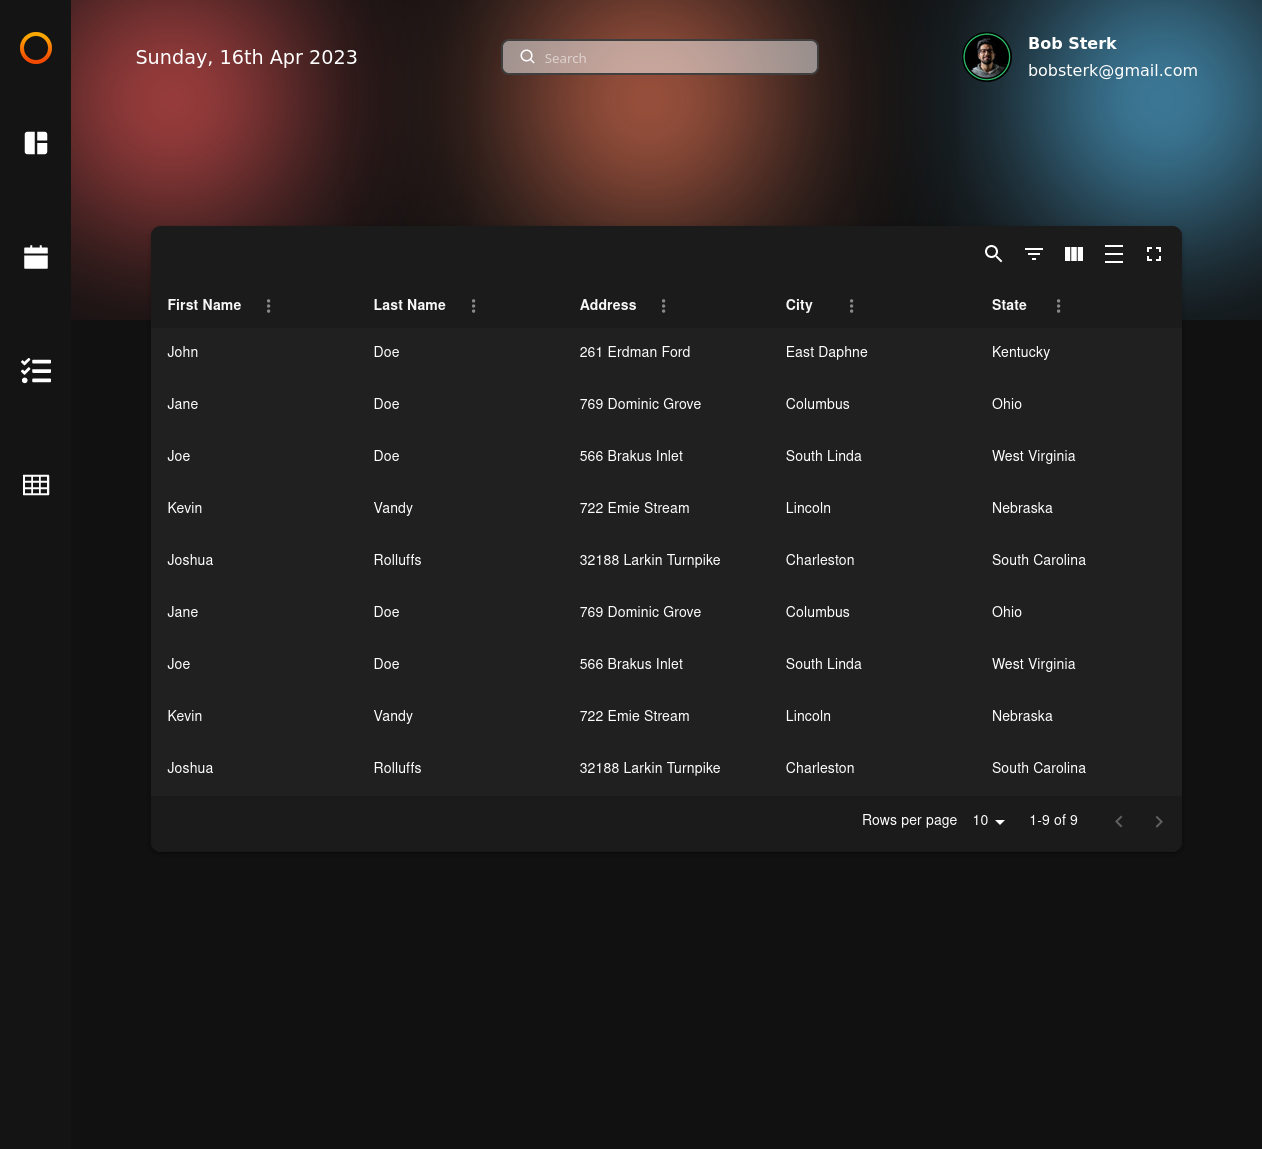 Sunday, 16th Apr 2023
Search
Bob Sterk
bobsterk@gmail.com
First Name Last Name Address City State
John Doe 261 Erdman Ford East Daphne Kentucky
Jane Doe 769 Dominic Grove Columbus Ohio
Joe Doe 566 Brakus Inlet South Linda West Virginia
Kevin Vandy 722 Emie Stream Lincoln Nebraska
Joshua Rolluffs 32188 Larkin Turnpike Charleston South Carolina
Jane Doe 769 Dominic Grove Columbus Ohio
Joe Doe 566 Brakus Inlet South Linda West Virginia
Kevin Vandy 722 Emie Stream Lincoln Nebraska
Joshua Rolluffs 32188 Larkin Turnpike Charleston South Carolina
Rows per page 10 1-9 of 9